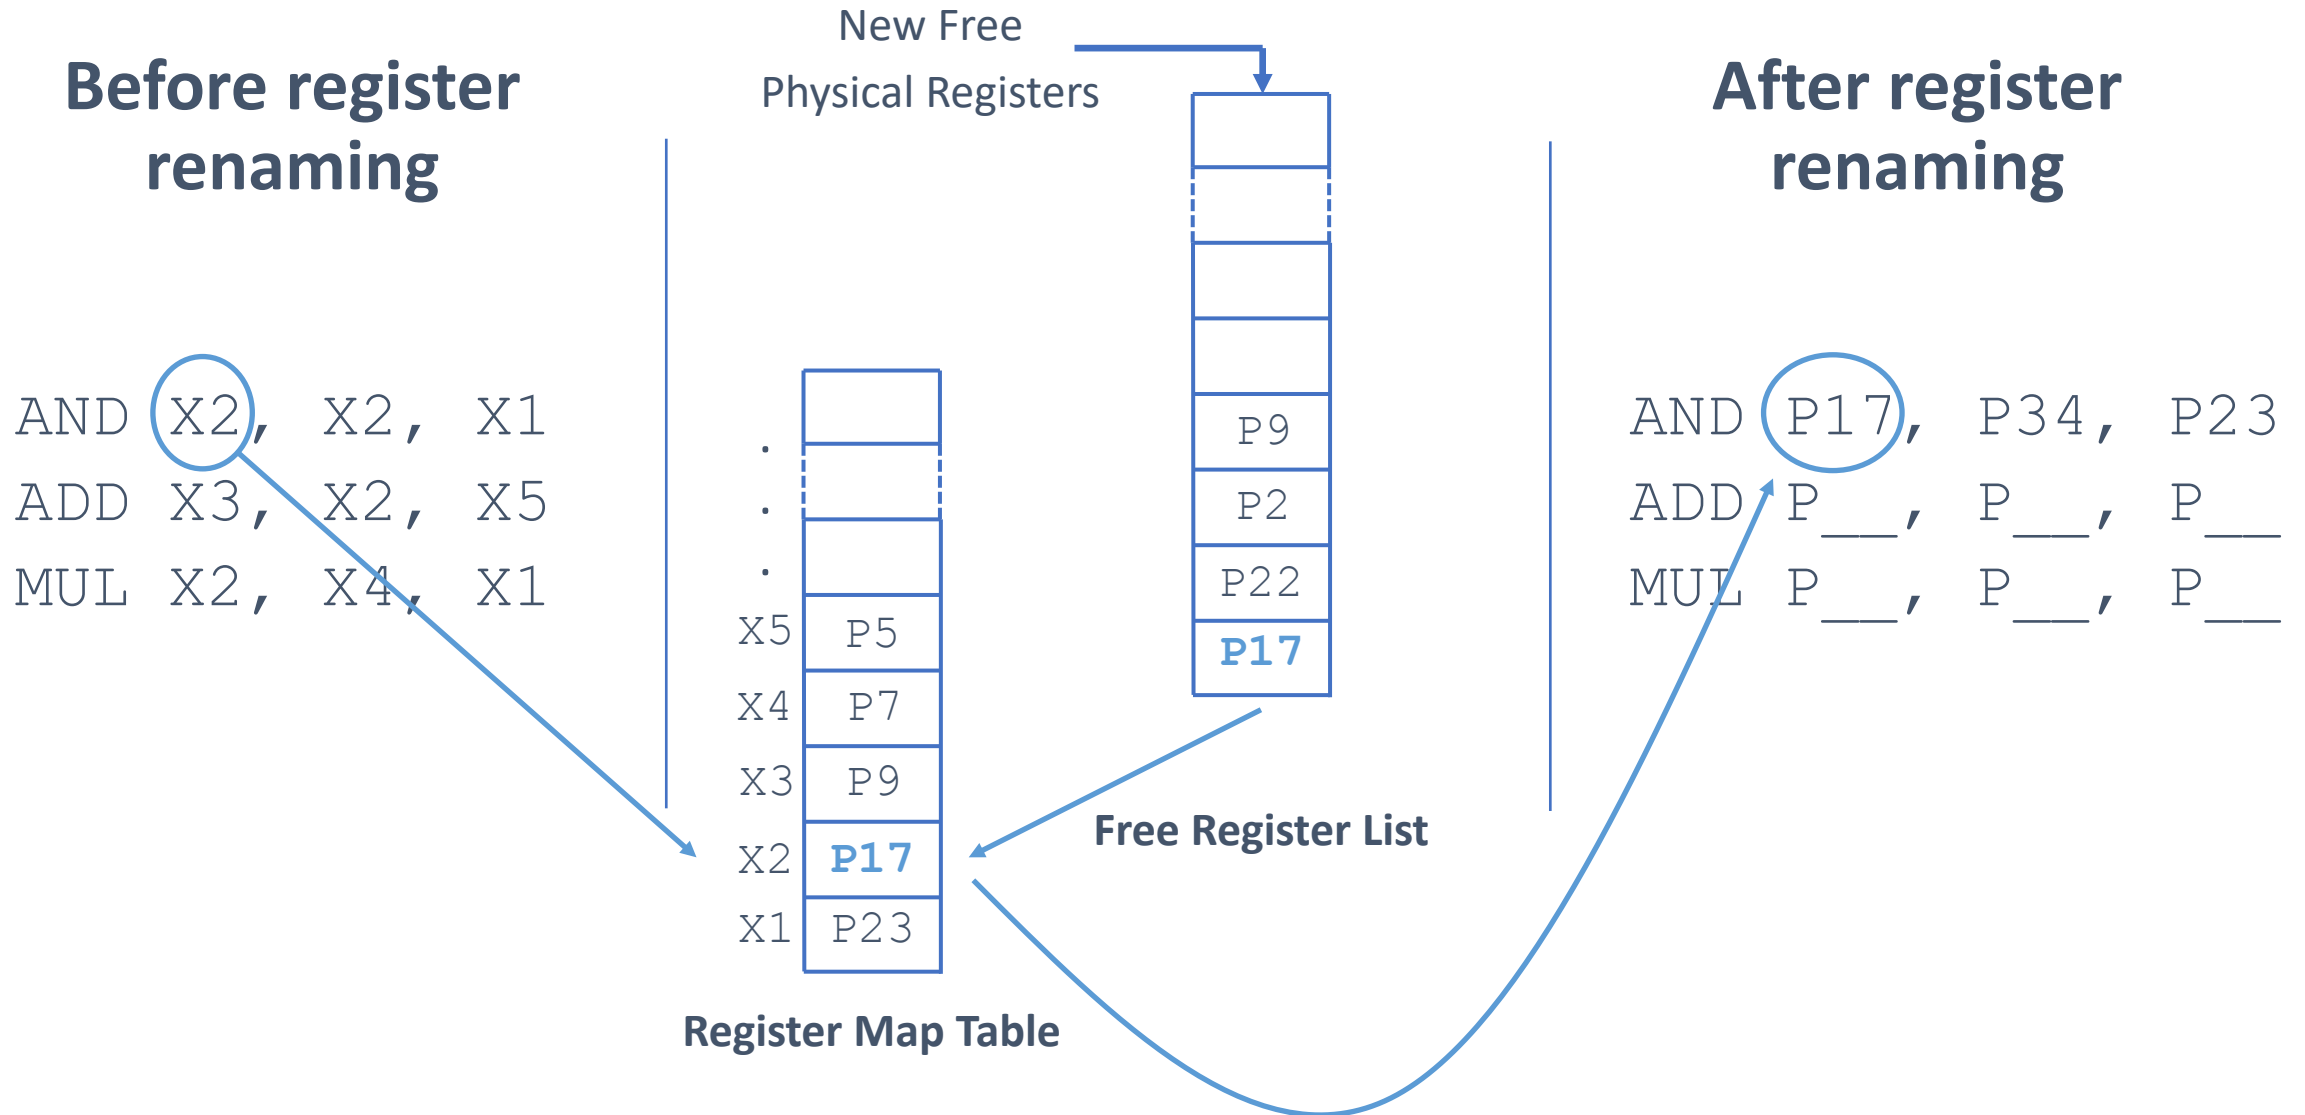 Before register
renaming
AND X2, X2, X1
ADD X3, X2, X5
MUL X2, X4, X1
New Free
Physical Registers
.
.
.
X5 P5
X4 P7
X3 P9
X2 P17
X1 P23
Register Map Table
P9
P2
P22
P17
Free Register List
After register
renaming
AND P17, P34, P23
ADD P__, P__, P__
MUL P__, P__, P__